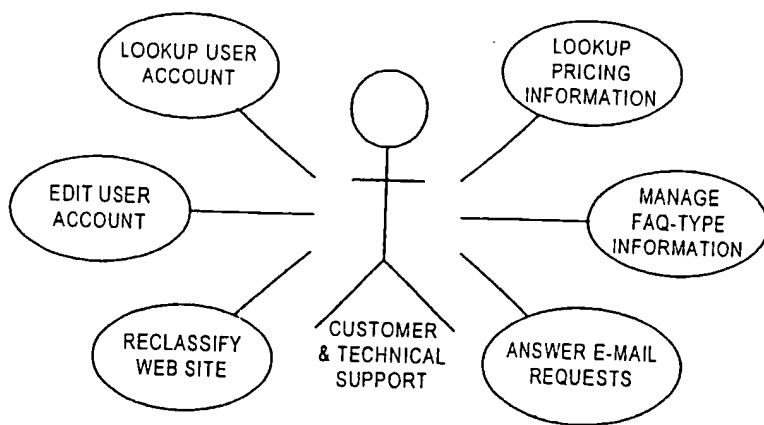 LOOKUP USER
ACCOUNT
LOOKUP
PRICING
INFORMATION
EDIT USER
ACCOUNT
MANAGE
FAQ-TYPE
INFORMATION
RECLASSIFY
WEB SITE
CUSTOMER
& TECHNICAL
SUPPORT
ANSWER E-MAIL
REQUESTS